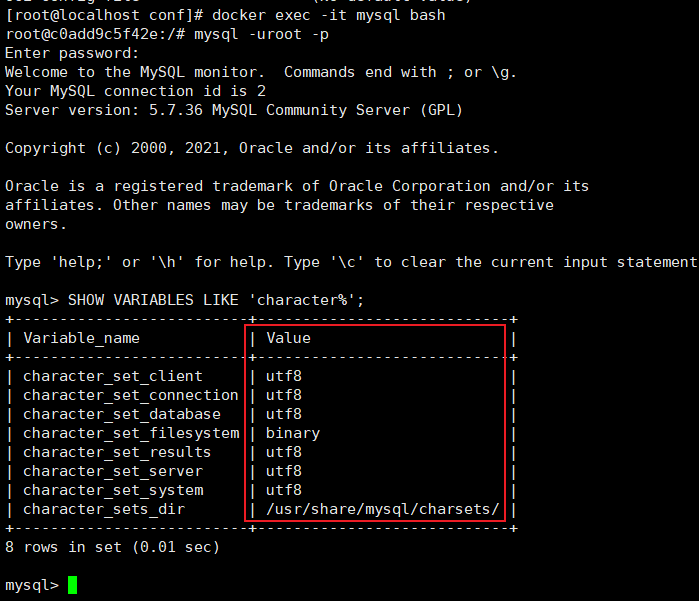 [root@localhost conf]# docker exec -it mysql bash
root@c0add9c5f42e:/# mysql -uroot -p
Enter password:
Welcome to the MySQL monitor.  Commands end with ; or \g.
Your MySQL connection id is 2
Server version: 5.7.36 MySQL Community Server (GPL)

Copyright (c) 2000, 2021, Oracle and/or its affiliates.

Oracle is a registered trademark of Oracle Corporation and/or its
affiliates. Other names may be trademarks of their respective
owners.

Type 'help;' or '\h' for help. Type '\c' to clear the current input statement

mysql> SHOW VARIABLES LIKE 'character%';
+--------------------------+----------------------------+
| Variable_name            | Value                      |
+--------------------------+----------------------------+
| character_set_client     | utf8                       |
| character_set_connection | utf8                       |
| character_set_database   | utf8                       |
| character_set_filesystem | binary                     |
| character_set_results    | utf8                       |
| character_set_server     | utf8                       |
| character_set_system     | utf8                       |
| character_sets_dir       | /usr/share/mysql/charsets/ |
+--------------------------+----------------------------+
8 rows in set (0.01 sec)

mysql>